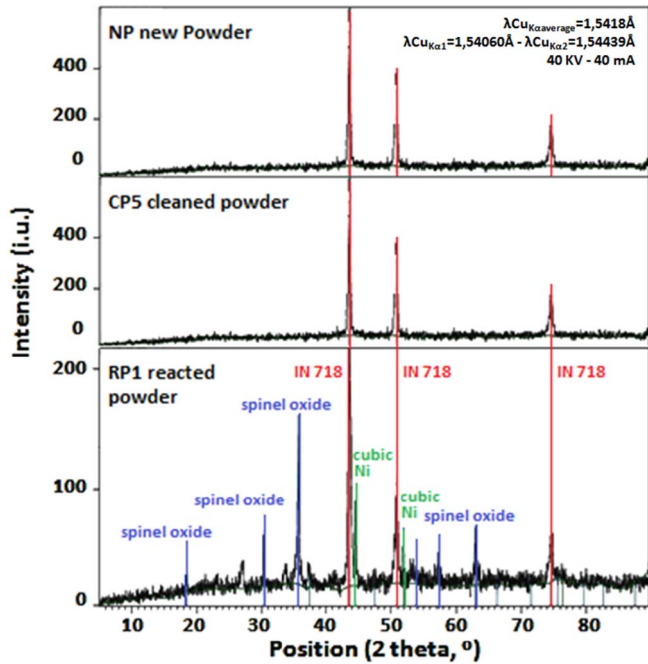 NP new Powder
λCuKαaverage=1,5418Å
λCuKα1=1,54060Å - λCuKα2=1,54439Å
40 KV - 40 mA
400
200
0
CP5 cleaned powder
400
200
0
Intensity (i.u.)
200
RP1 reacted
powder
IN 718
IN 718
IN 718
spinel oxide
cubic
Ni
spinel oxide
cubic
Ni
spinel oxide
spinel oxide
100
0
10 20 30 40 50 60 70 80
Position (2 theta, º)